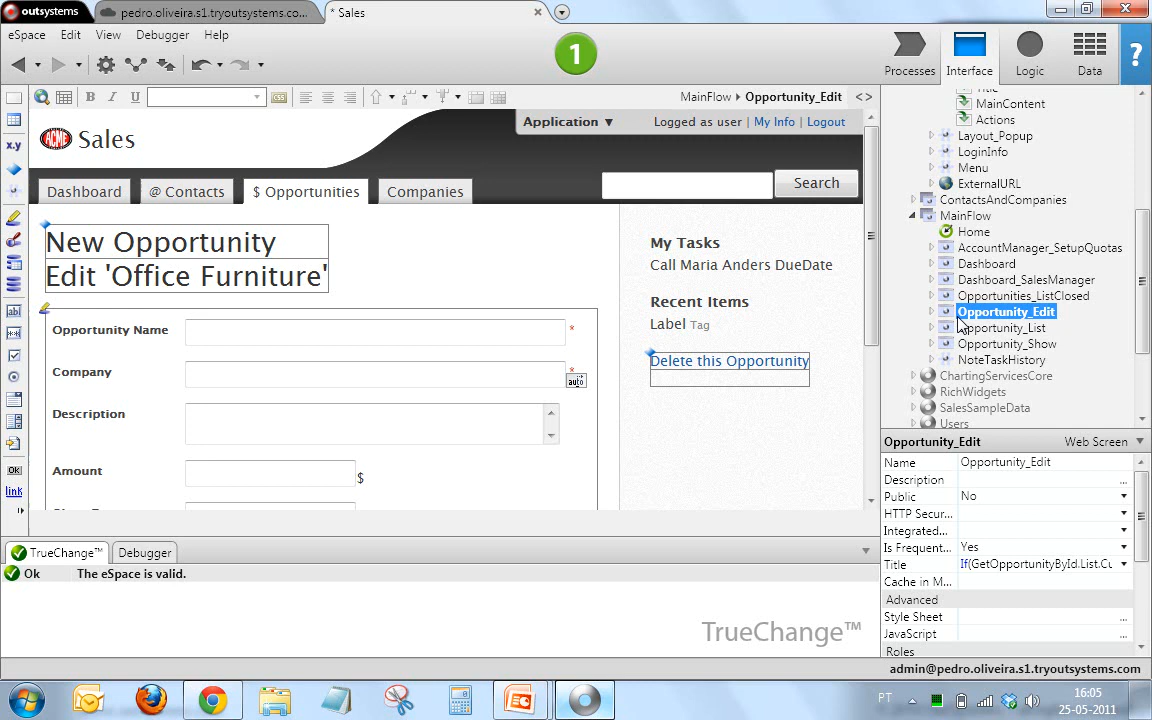 outsystems
pedro.oliveira.s1.tryoutsystems.co...
* Sales
eSpace Edit View Debugger Help
1
Processes Interface Logic Data ?
B I U
MainFlow Opportunity_Edit <>
ACME Sales
Application ▼ Logged as user | My Info | Logout
Dashboard @ Contacts $ Opportunities Companies
Search
New Opportunity
Edit 'Office Furniture'
Opportunity Name *
Company *
auto
Description
Amount $
My Tasks
Call Maria Anders DueDate
Recent Items
Label Tag
Delete this Opportunity
x.y
ab|
OK
link
Title
MainContent
Actions
Layout_Popup
LoginInfo
Menu
ExternalURL
ContactsAndCompanies
MainFlow
Home
AccountManager_SetupQuotas
Dashboard
Dashboard_SalesManager
Opportunities_ListClosed
Opportunity_Edit
Opportunity_List
Opportunity_Show
NoteTaskHistory
ChartingServicesCore
RichWidgets
SalesSampleData
Users
Opportunity_Edit Web Screen
Name Opportunity_Edit
Description ...
Public No
HTTP Secur...
Integrated...
Is Frequent... Yes
Title If(GetOpportunityById.List.Cu
Cache in M...
Advanced
Style Sheet ...
JavaScript ...
Roles
TrueChange™ Debugger
Ok The eSpace is valid.
TrueChange™
admin@pedro.oliveira.s1.tryoutsystems.com
PT
16:05
25-05-2011